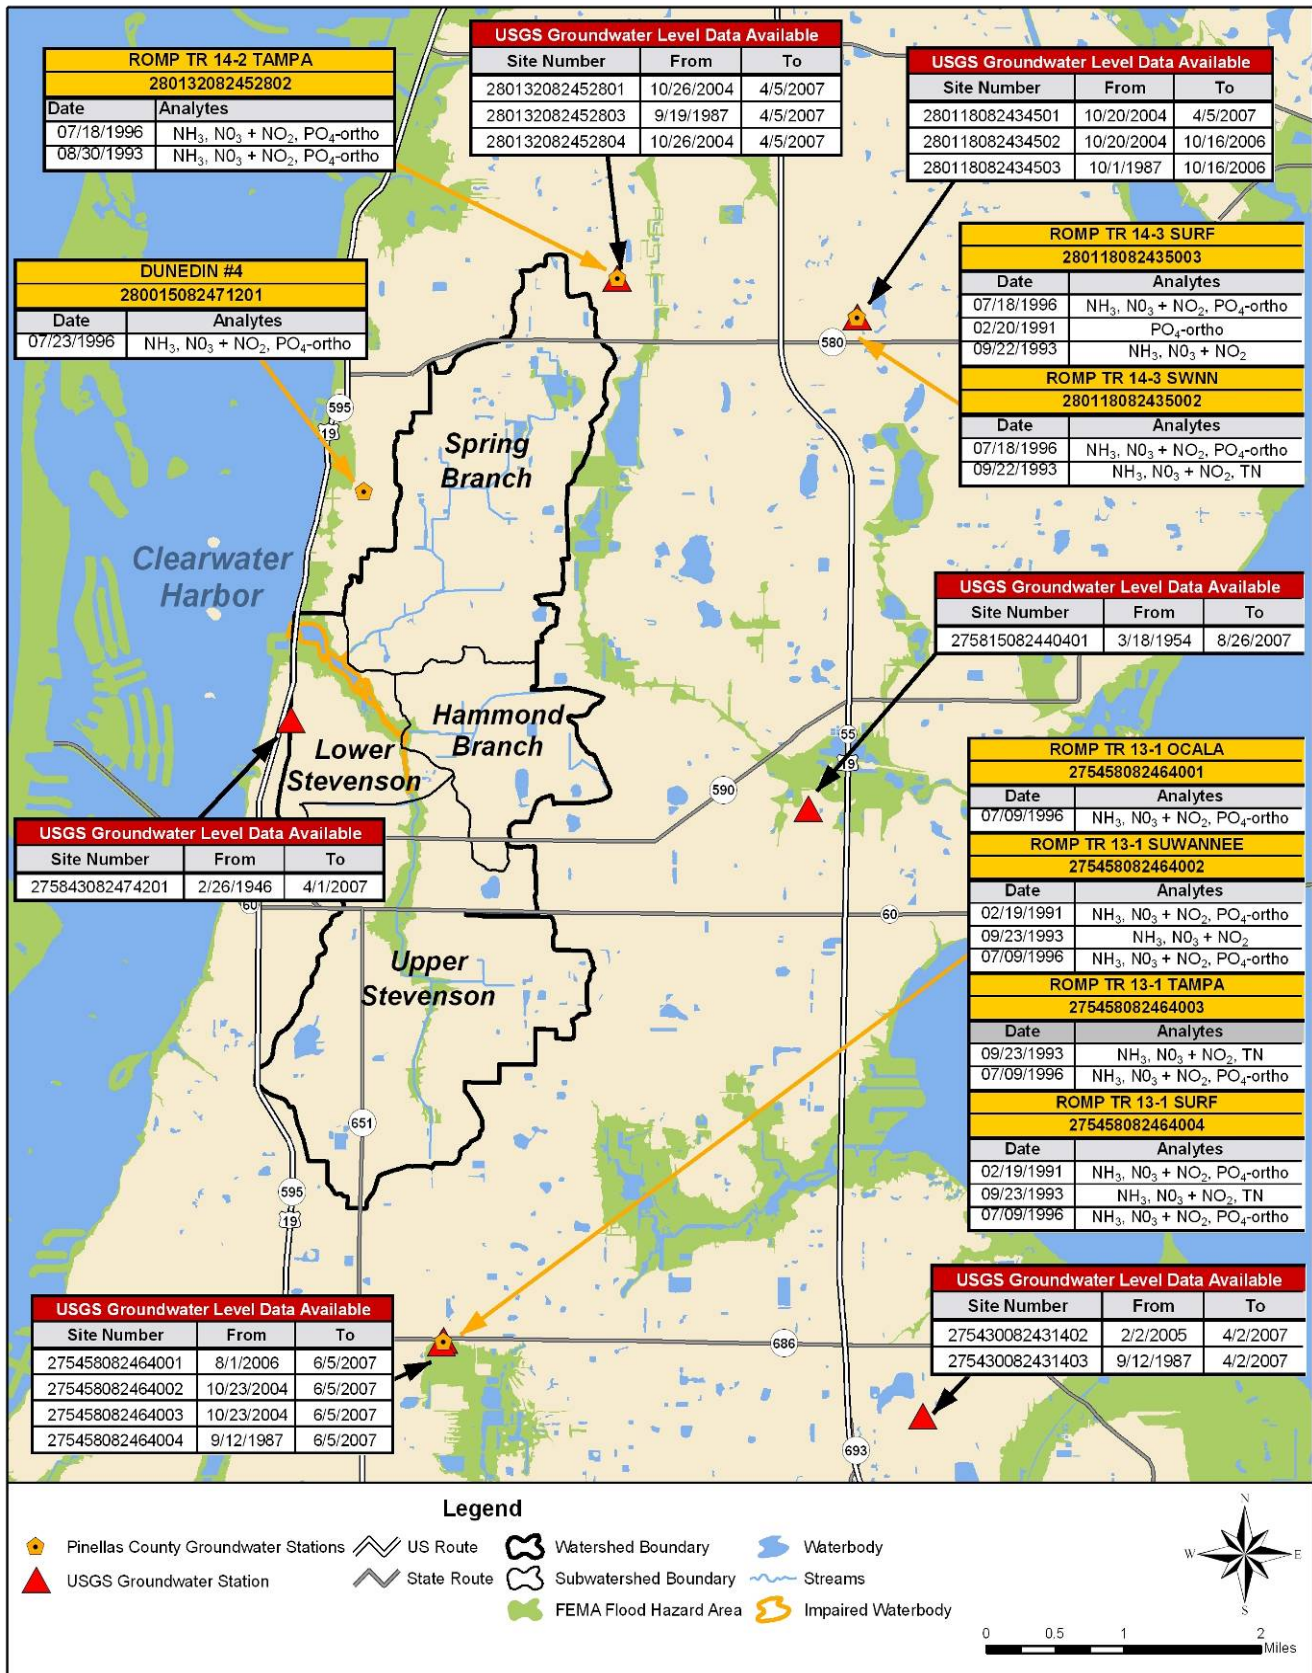 ROMP TR 14-2 TAMPA
280132082452802
Date Analytes
07/18/1996 NH₃, N0₃ + NO₂, PO₄-ortho
08/30/1993 NH₃, N0₃ + NO₂, PO₄-ortho
USGS Groundwater Level Data Available
Site Number From To
280132082452801 10/26/2004 4/5/2007
280132082452803 9/19/1987 4/5/2007
280132082452804 10/26/2004 4/5/2007
USGS Groundwater Level Data Available
Site Number From To
280118082434501 10/20/2004 4/5/2007
280118082434502 10/20/2004 10/16/2006
280118082434503 10/1/1987 10/16/2006
ROMP TR 14-3 SURF
280118082435003
Date Analytes
07/18/1996 NH₃, N0₃ + NO₂, PO₄-ortho
02/20/1991 PO₄-ortho
09/22/1993 NH₃, N0₃ + NO₂
ROMP TR 14-3 SWNN
280118082435002
Date Analytes
07/18/1996 NH₃, N0₃ + NO₂, PO₄-ortho
09/22/1993 NH₃, N0₃ + NO₂, TN
DUNEDIN #4
280015082471201
Date Analytes
07/23/1996 NH₃, N0₃ + NO₂, PO₄-ortho
580
595
19
Spring
Branch
Clearwater
Harbor
USGS Groundwater Level Data Available
Site Number From To
275815082440401 3/18/1954 8/26/2007
Hammond
Branch
Lower
Stevenson
55
19
590
USGS Groundwater Level Data Available
Site Number From To
275843082474201 2/26/1946 4/1/2007
60
60
Upper
Stevenson
ROMP TR 13-1 OCALA
275458082464001
Date Analytes
07/09/1996 NH₃, N0₃ + NO₂, PO₄-ortho
ROMP TR 13-1 SUWANNEE
275458082464002
Date Analytes
02/19/1991 NH₃, N0₃ + NO₂, PO₄-ortho
09/23/1993 NH₃, N0₃ + NO₂
07/09/1996 NH₃, N0₃ + NO₂, PO₄-ortho
ROMP TR 13-1 TAMPA
275458082464003
Date Analytes
09/23/1993 NH₃, N0₃ + NO₂, TN
07/09/1996 NH₃, N0₃ + NO₂, PO₄-ortho
ROMP TR 13-1 SURF
275458082464004
Date Analytes
02/19/1991 NH₃, N0₃ + NO₂, PO₄-ortho
09/23/1993 NH₃, N0₃ + NO₂, TN
07/09/1996 NH₃, N0₃ + NO₂, PO₄-ortho
651
595
19
USGS Groundwater Level Data Available
Site Number From To
275458082464001 8/1/2006 6/5/2007
275458082464002 10/23/2004 6/5/2007
275458082464003 10/23/2004 6/5/2007
275458082464004 9/12/1987 6/5/2007
686
USGS Groundwater Level Data Available
Site Number From To
275430082431402 2/2/2005 4/2/2007
275430082431403 9/12/1987 4/2/2007
693
Legend
Pinellas County Groundwater Stations US Route Watershed Boundary Waterbody
USGS Groundwater Station State Route Subwatershed Boundary Streams
FEMA Flood Hazard Area Impaired Waterbody
N
W E
S
0 0.5 1 2
Miles